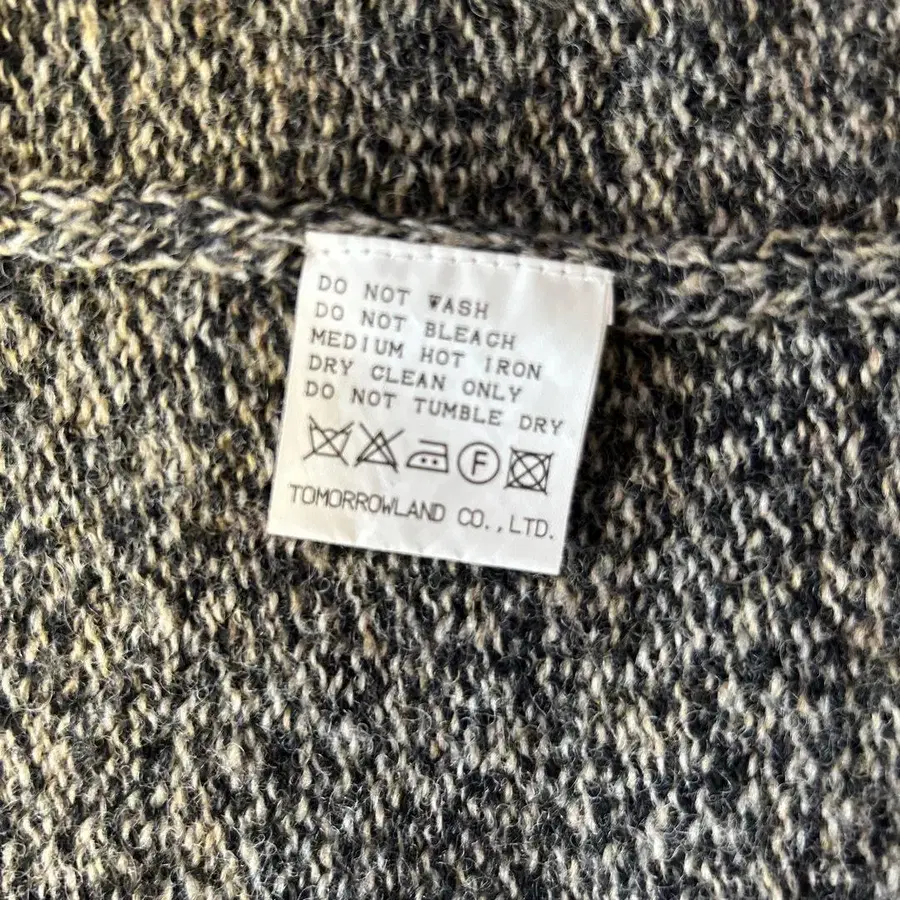 DO NOT WASH
DO NOT BLEACH
MEDIUM HOT IRON
DRY CLEAN ONLY
DO NOT TUMBLE DRY
F
TOMORROWLAND CO.,LTD.